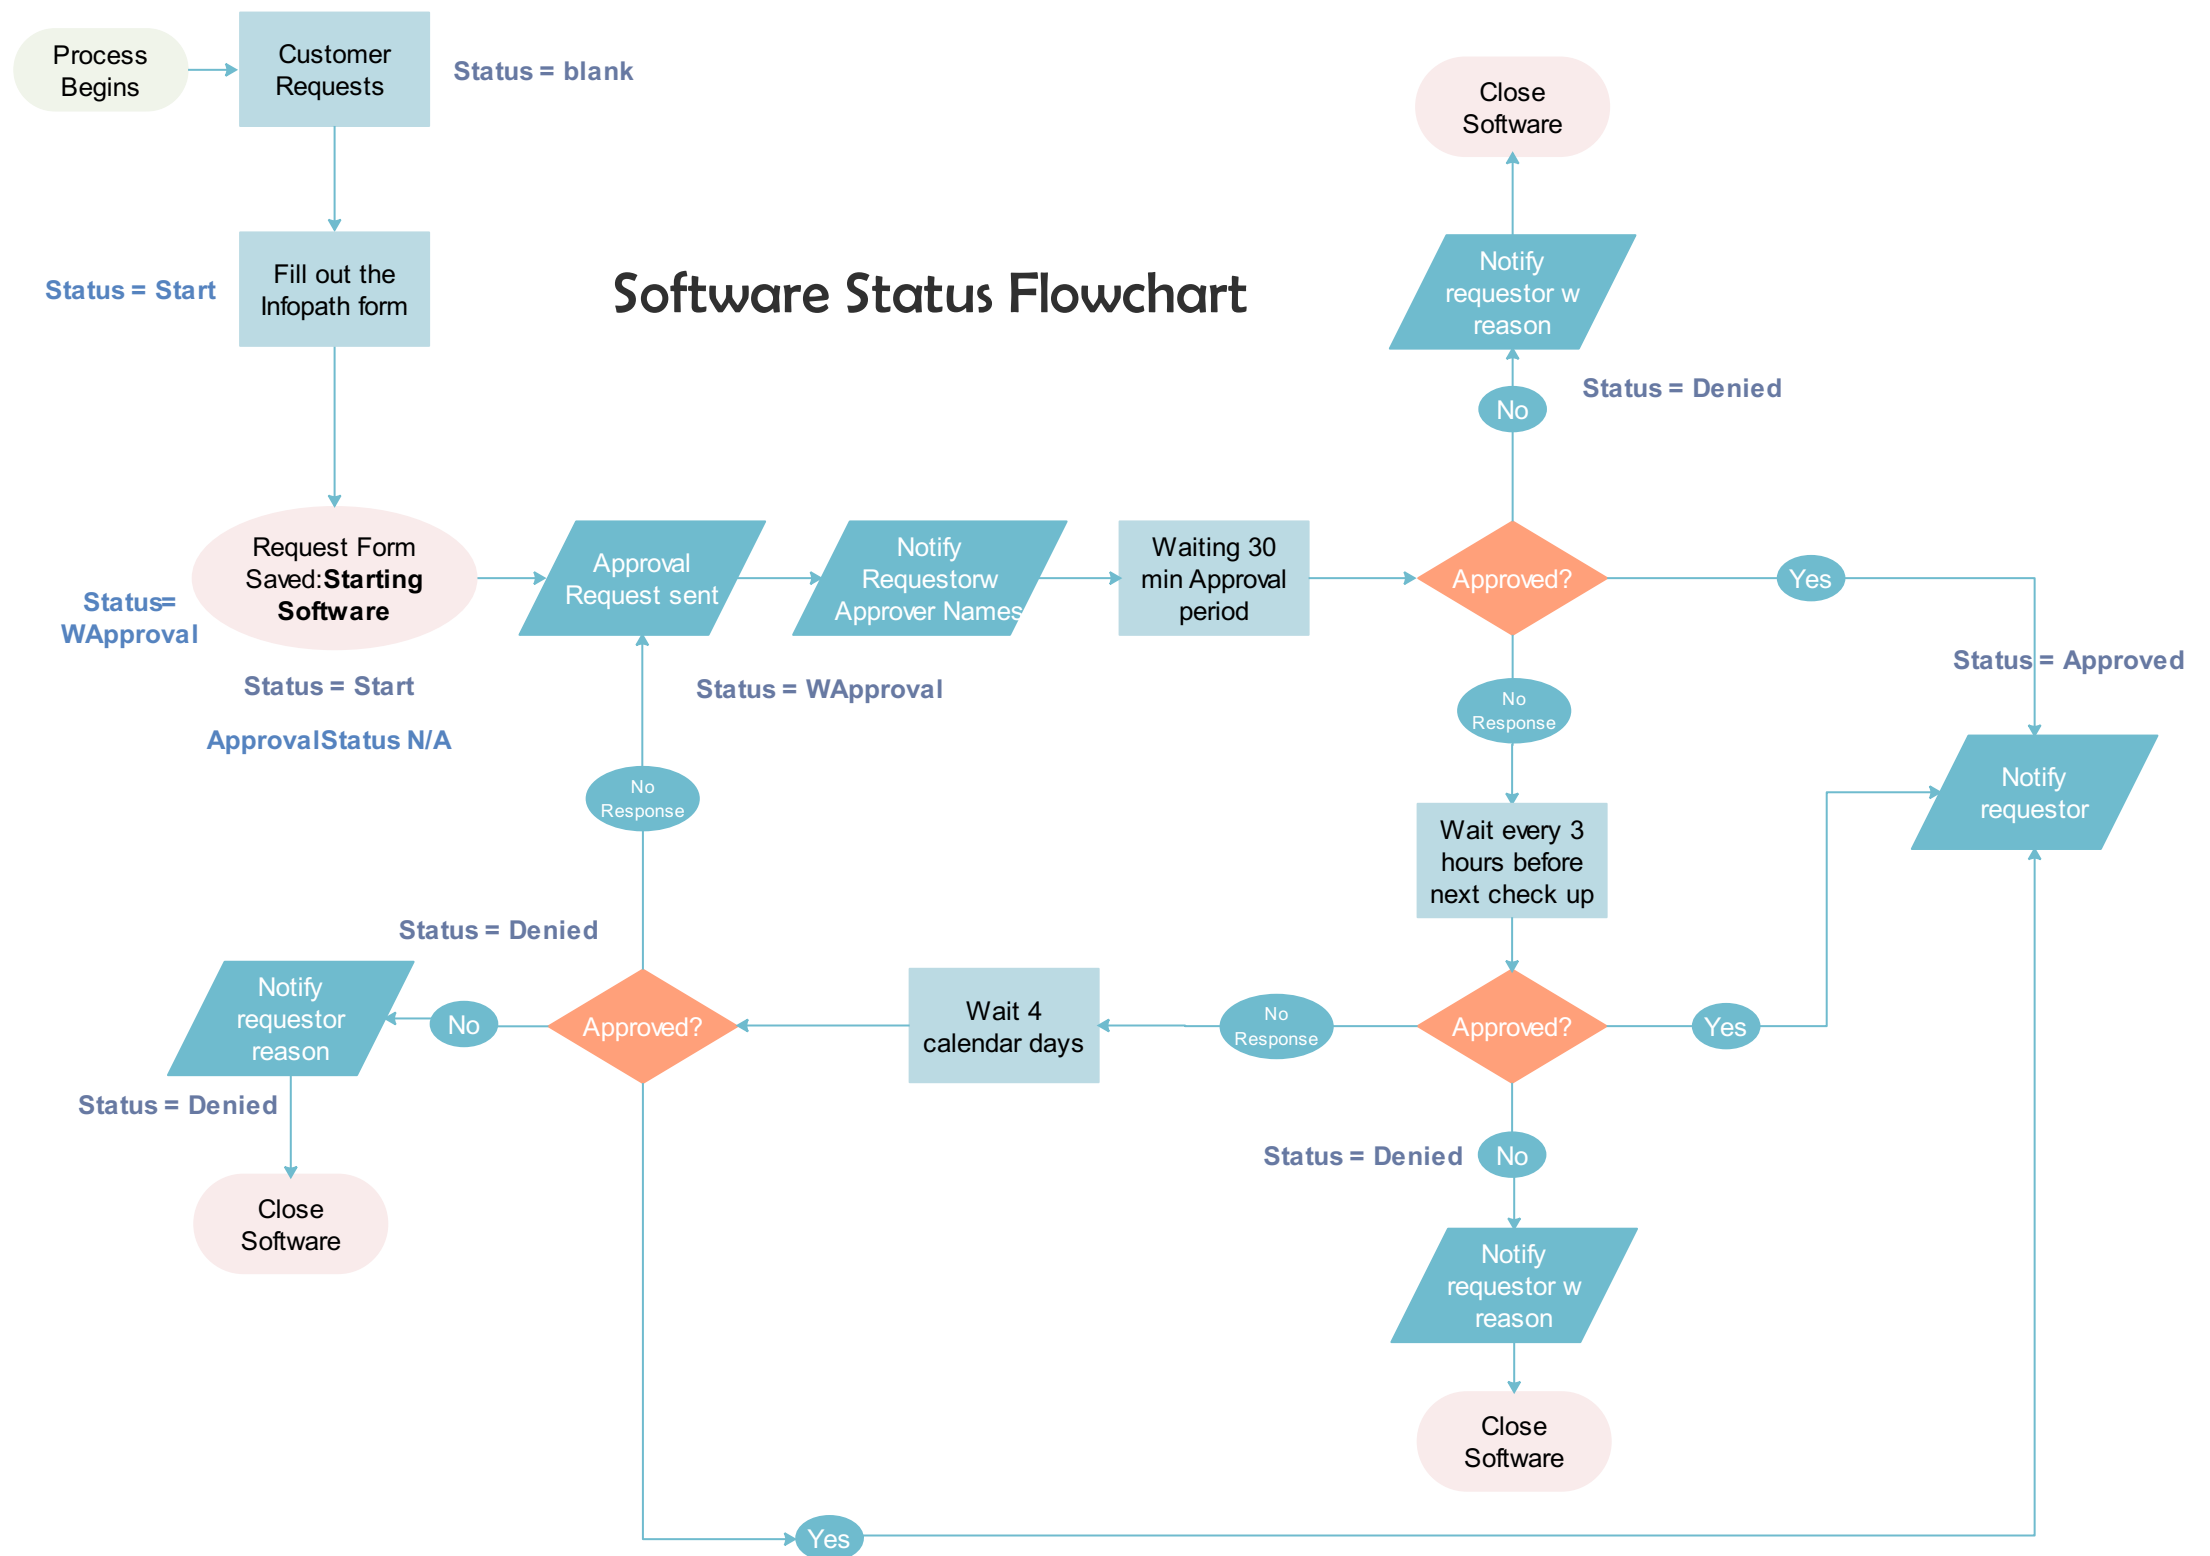 Process
Begins
Customer
Requests
Status = blank
Close
Software
Fill out the
Infopath form
Status = Start
Software Status Flowchart
Notify
requestor w
reason
Status = Denied
No
Request Form
Saved:Starting
Software
Status=
WApproval
Status = Start
ApprovalStatus N/A
Approval
Request sent
Notify
Requestorw
Approver Names
Status = WApproval
Waiting 30
min Approval
period
Approved?
Yes
Status = Approved
No
Response
Notify
requestor
No
Response
Wait every 3
hours before
next check up
Status = Denied
Notify
requestor
reason
No
Approved?
Wait 4
calendar days
No
Response
Approved?
Yes
Status = Denied
Status = Denied
No
Close
Software
Notify
requestor w
reason
Close
Software
Yes